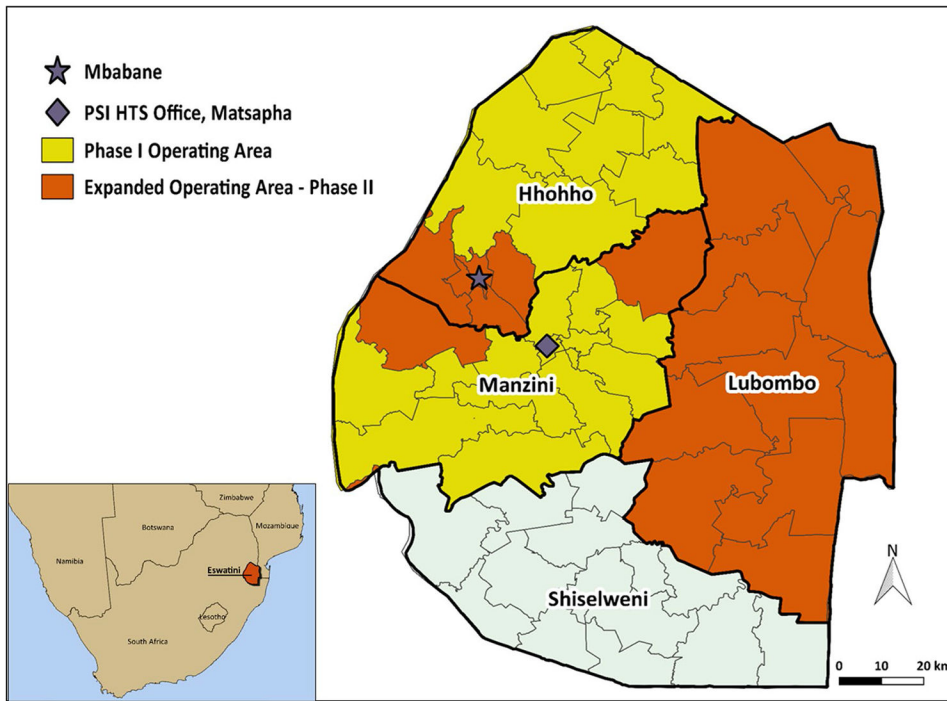 Mbabane
PSI HTS Office, Matsapha
Phase I Operating Area
Expanded Operating Area - Phase II
Hhohho
Manzini
Lubombo
Shiselweni
Zimbabwe
Botswana
Mozambique
Namibia
Eswatini
Lesotho
South Africa
N
0 10 20 km